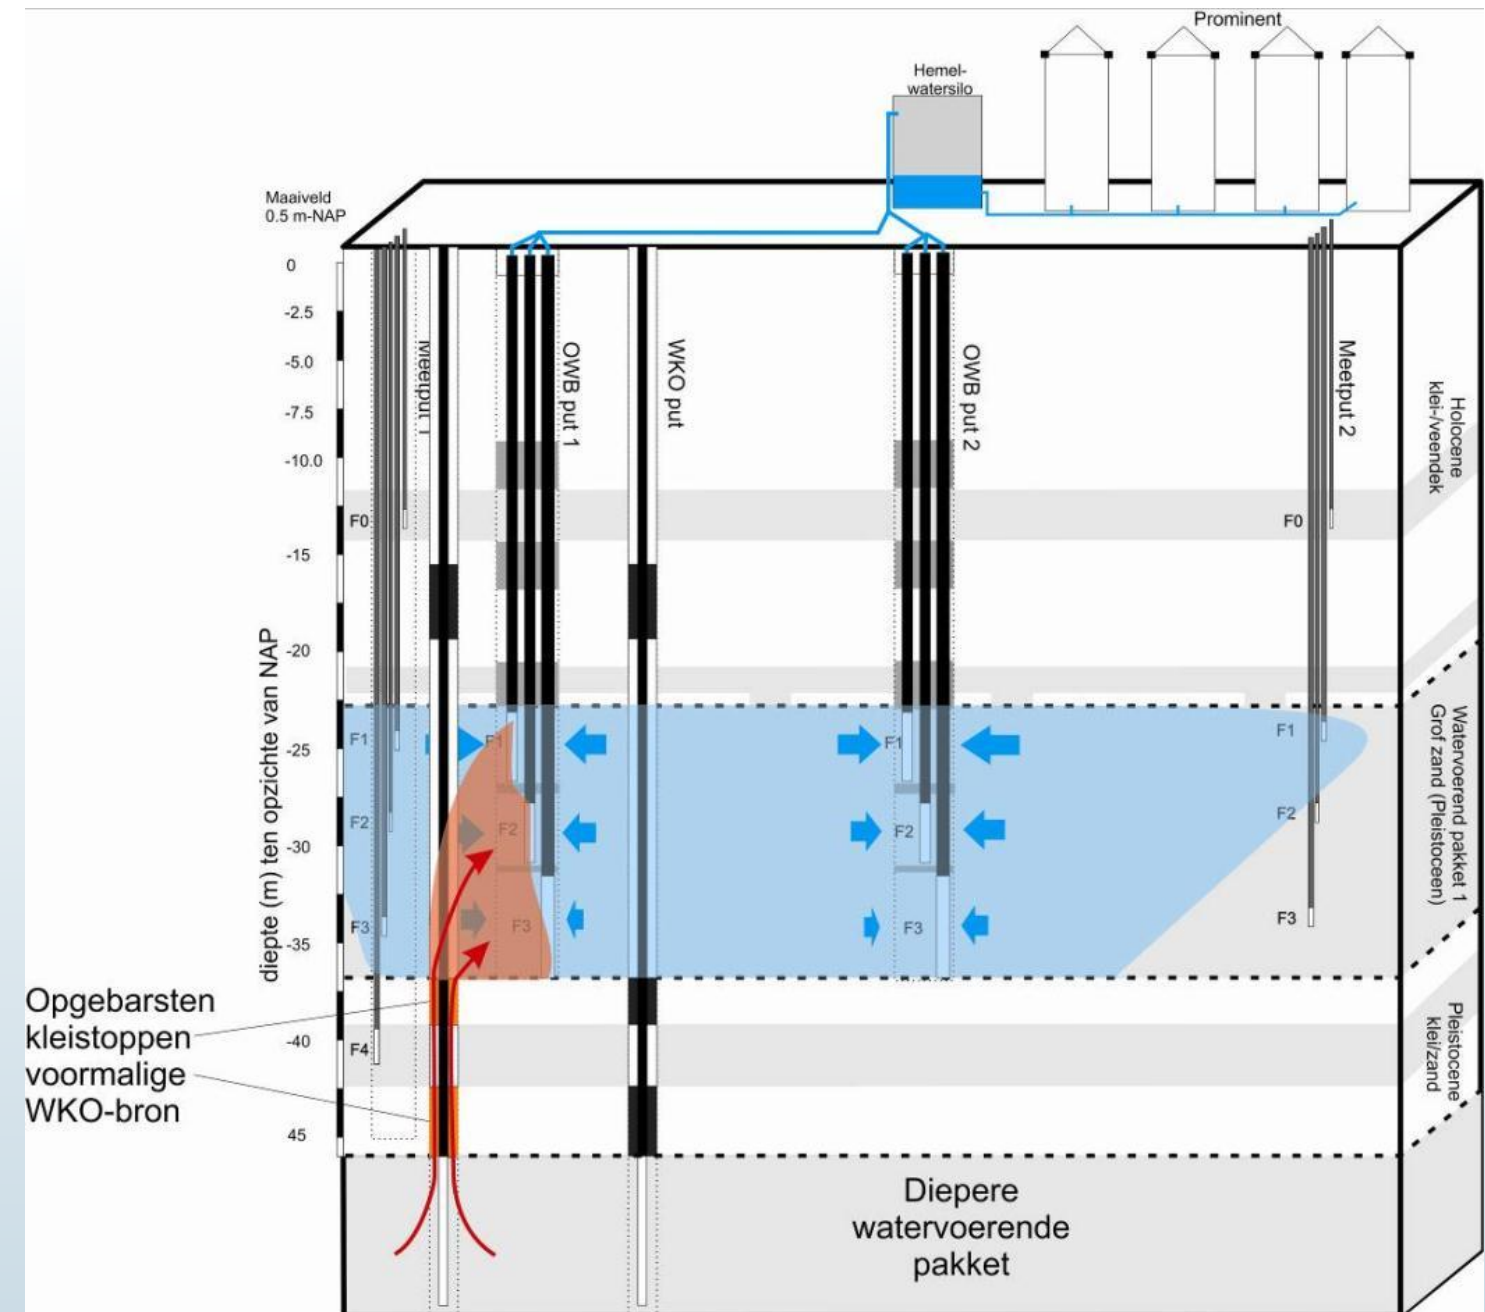 Prominent
Hemel-
watersilo
Maaiveld
0.5 m-NAP
0
-2.5
-5.0
-7.5
-10.0
-15
-20
-25
-30
-35
-40
45
diepte (m) ten opzichte van NAP
Meetput 1
OWB put 1
WKO put
OWB put 2
Meetput 2
Holocene
klei-/veendek
Watervoerend pakket 1
Grof zand (Pleistoceen)
Pleistocene
klei/zand
F0
F1
F2
F3
F4
F1
F2
F3
F1
F2
F3
F0
F1
F2
F3
Opgebarsten
kleistoppen
voormalige
WKO-bron
Diepere
watervoerende
pakket